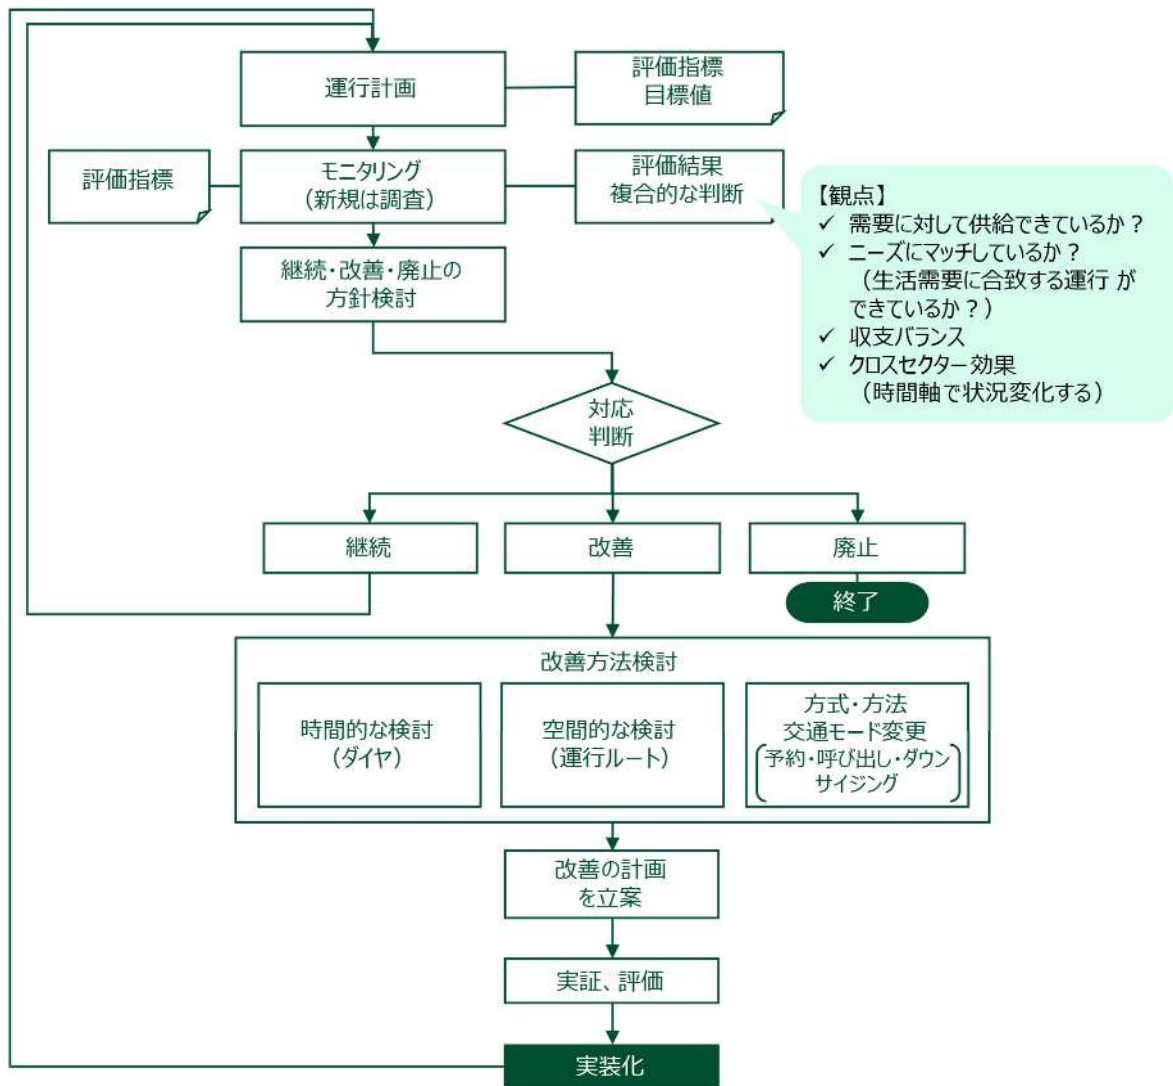 運行計画
評価指標
目標値
評価指標
モニタリング
（新規は調査）
評価結果
複合的な判断
【観点】
✓ 需要に対して供給できているか？
✓ ニーズにマッチしているか？
（生活需要に合致する運行 が
できているか？）
✓ 収支バランス
✓ クロスセクター効果
（時間軸で状況変化する）
継続・改善・廃止の
方針検討
対応
判断
継続
改善
廃止
終了
改善方法検討
時間的な検討
（ダイヤ）
空間的な検討
（運行ルート）
方式・方法
交通モード変更
予約・呼び出し・ダウン
サイジング
改善の計画
を立案
実証、評価
実装化